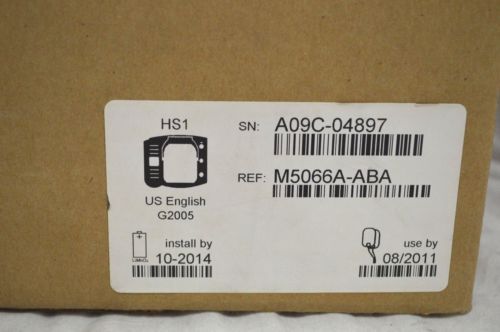 HS1
SN: A09C-04897
REF: M5066A-ABA
US English
G2005
install by
10-2014
use by
08/2011